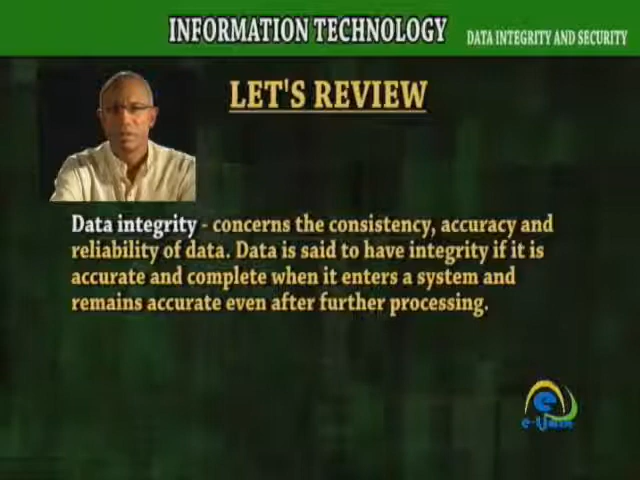 INFORMATION TECHNOLOGY
DATA INTEGRITY AND SECURITY
LET'S REVIEW
Data integrity - concerns the consistency, accuracy and
reliability of data. Data is said to have integrity if it is
accurate and complete when it enters a system and
remains accurate even after further processing.